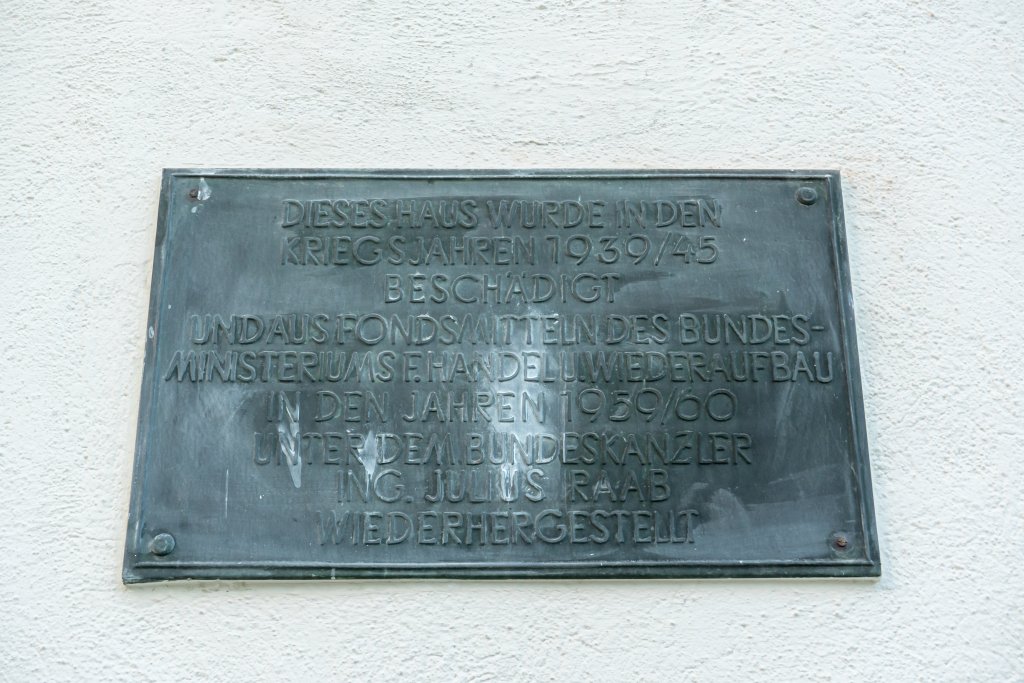 DIESES HAUS WURDE IN DEN
KRIEGSJAHREN 1939/45
BESCHÄDIGT
UND AUS FONDSMITTELN DES BUNDES-
MINISTERIUMS F. HANDEL U. WIEDERAUFBAU
IN DEN JAHREN 1959/60
UNTER DEM BUNDESKANZLER
ING. JULIUS RAAB
WIEDERHERGESTELLT